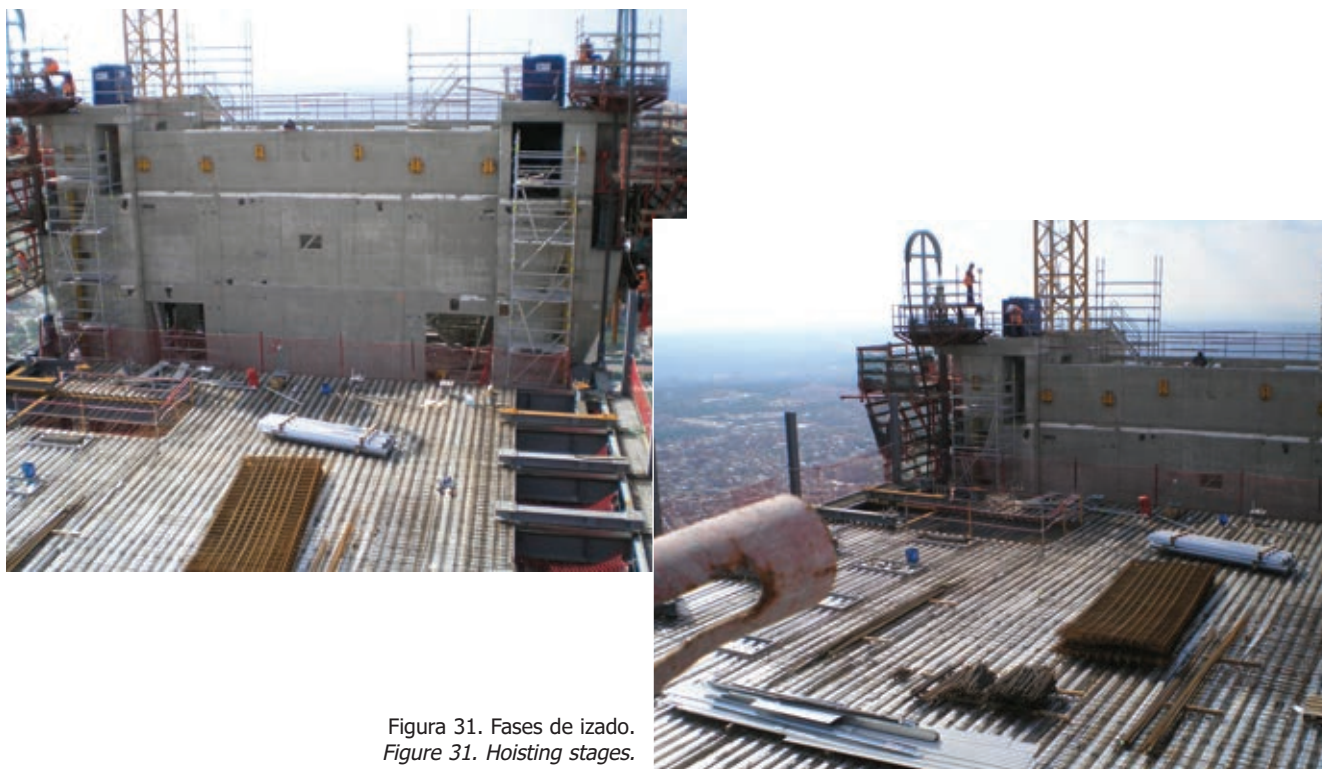 Figura 31. Fases de izado.
Figure 31. Hoisting stages.